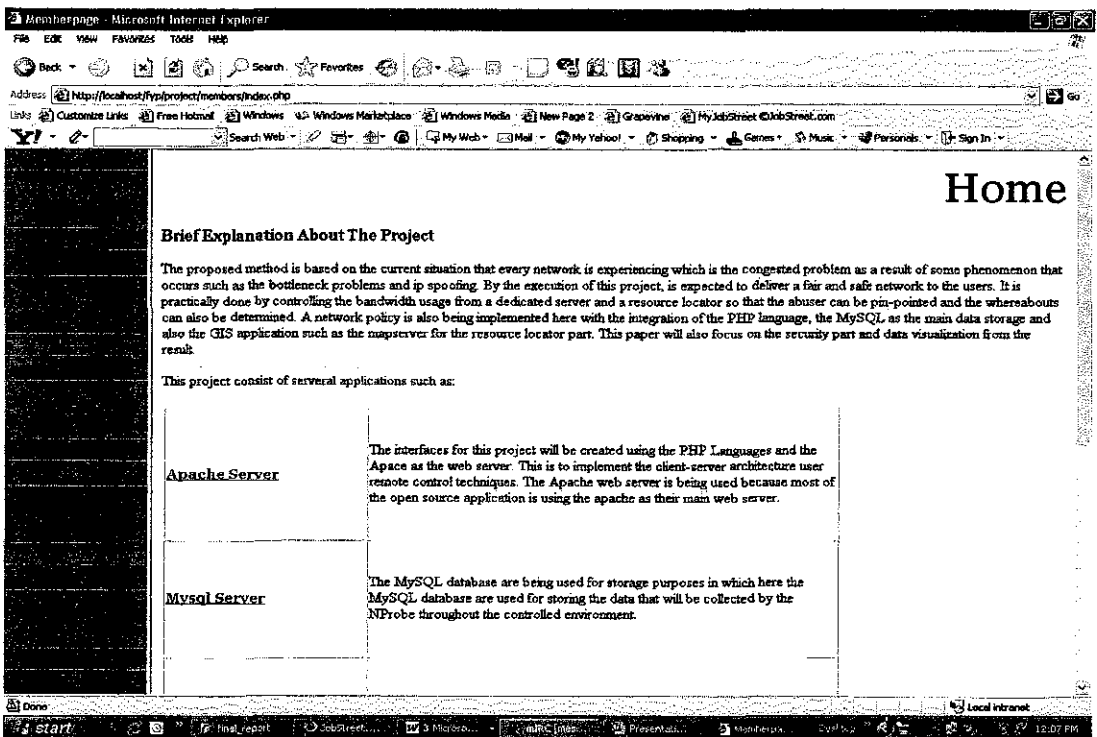 Memberpage - Microsoft Internet Explorer
File Edit View Favorites Tools Help
Back Search Favorites
Address http://localhost/fyp/project/members/index.php Go
Links Customize Links Free Hotmail Windows Windows Marketplace Windows Media New Page 2 Grapevine MyJobStreet ©JobStreet.com
Y! Search Web My Web Mail My Yahoo! Shopping Games Music Personals Sign In
Home
Brief Explanation About The Project
The proposed method is based on the current situation that every network is experiencing which is the congested problem as a result of some phenomenon that
occurs such as the bottleneck problems and ip spoofing. By the execution of this project, is expected to deliver a fair and safe network to the users. It is
practically done by controlling the bandwidth usage from a dedicated server and a resource locator so that the abuser can be pin-pointed and the whereabouts
can also be determined. A network policy is also being implemented here with the integration of the PHP language, the MySQL as the main data storage and
also the GIS application such as the mapserver for the resource locator part. This paper will also focus on the security part and data visualization from the
result.
This project consist of serveral applications such as:
Apache Server
The interfaces for this project will be created using the PHP Languages and the
Apace as the web server. This is to implement the client-server architecture user
remote control techniques. The Apache web server is being used because most of
the open source application is using the apache as their main web server.
Mysql Server
The MySQL database are being used for storage purposes in which here the
MySQL database are used for storing the data that will be collected by the
NProbe throughout the controlled environment.
Done Local intranet
start final_report JobStreet.... 3 Microso... mIRC [mes... Presentati... Memberpa... 12:07 PM